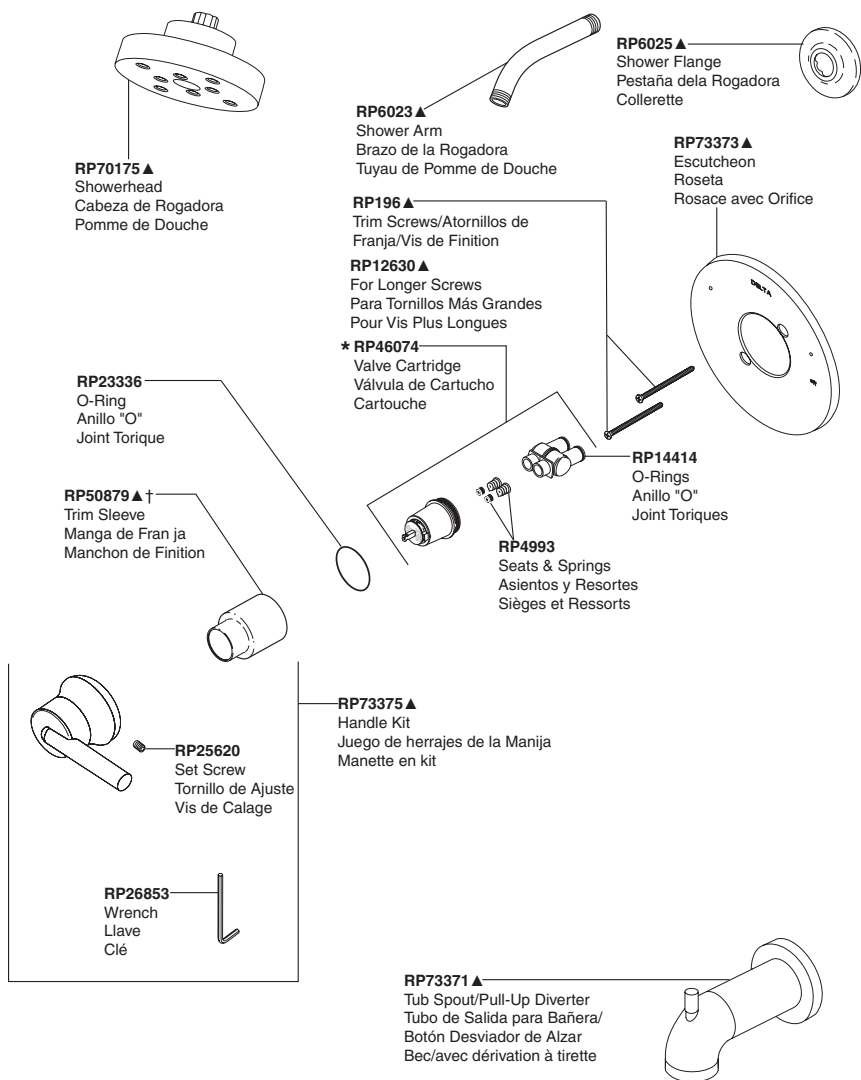 RP70175▲
Showerhead
Cabeza de Rogadora
Pomme de Douche
RP6023▲
Shower Arm
Brazo de la Rogadora
Tuyau de Pomme de Douche
RP6025▲
Shower Flange
Pestaña dela Rogadora
Collerette
RP73373▲
Escutcheon
Roseta
Rosace avec Orifice
RP196▲
Trim Screws/Atornillos de
Franja/Vis de Finition
RP12630▲
For Longer Screws
Para Tornillos Más Grandes
Pour Vis Plus Longues
* RP46074
Valve Cartridge
Válvula de Cartucho
Cartouche
DELTA
RP23336
O-Ring
Anillo "O"
Joint Torique
RP50879▲†
Trim Sleeve
Manga de Fran ja
Manchon de Finition
RP14414
O-Rings
Anillo "O"
Joint Toriques
RP4993
Seats & Springs
Asientos y Resortes
Sièges et Ressorts
RP73375▲
Handle Kit
Juego de herrajes de la Manija
Manette en kit
RP25620
Set Screw
Tornillo de Ajuste
Vis de Calage
RP26853
Wrench
Llave
Clé
RP73371▲
Tub Spout/Pull-Up Diverter
Tubo de Salida para Bañera/
Botón Desviador de Alzar
Bec/avec dérivation à tirette